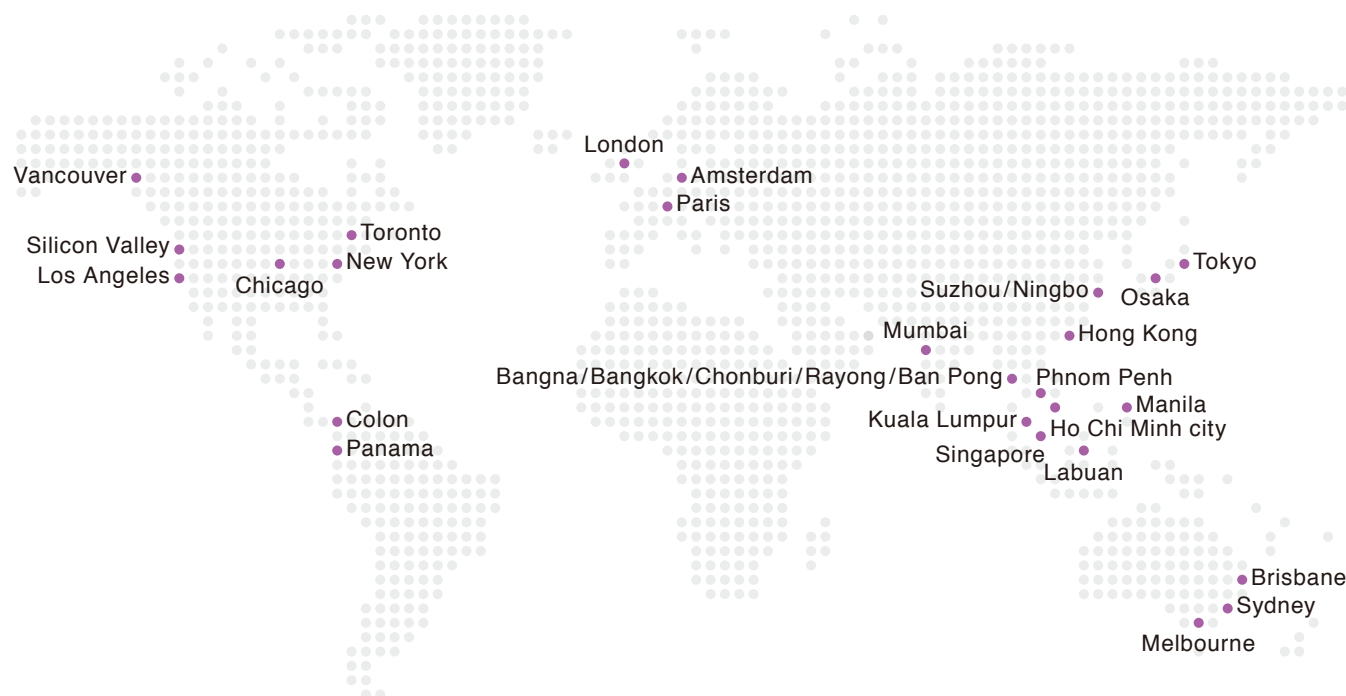 London
Vancouver
Amsterdam
Paris
Toronto
Silicon Valley
New York
Tokyo
Los Angeles
Chicago
Suzhou/Ningbo
Osaka
Mumbai
Hong Kong
Bangna/Bangkok/Chonburi/Rayong/Ban Pong
Phnom Penh
Manila
Colon
Kuala Lumpur
Ho Chi Minh city
Panama
Singapore
Labuan
Brisbane
Sydney
Melbourne